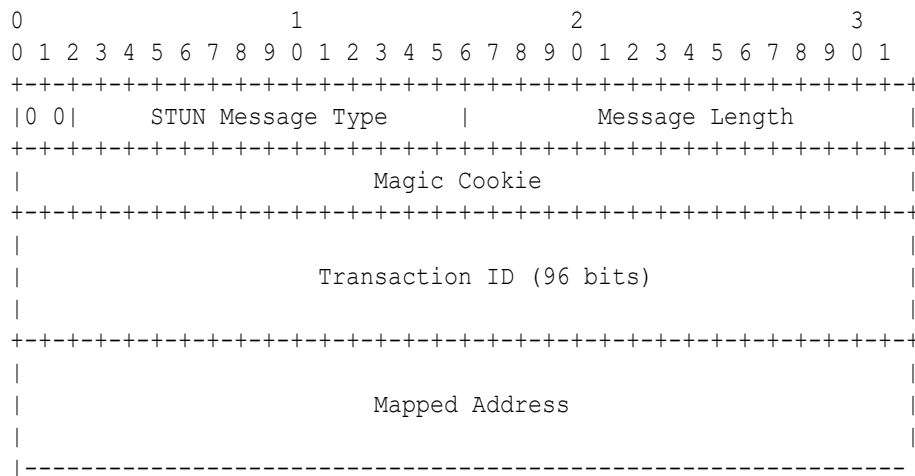 0                   1                   2                   3
0 1 2 3 4 5 6 7 8 9 0 1 2 3 4 5 6 7 8 9 0 1 2 3 4 5 6 7 8 9 0 1
+-+-+-+-+-+-+-+-+-+-+-+-+-+-+-+-+-+-+-+-+-+-+-+-+-+-+-+-+-+-+-+-+
|0 0|     STUN Message Type     |         Message Length        |
+-+-+-+-+-+-+-+-+-+-+-+-+-+-+-+-+-+-+-+-+-+-+-+-+-+-+-+-+-+-+-+-+
|                         Magic Cookie                          |
+-+-+-+-+-+-+-+-+-+-+-+-+-+-+-+-+-+-+-+-+-+-+-+-+-+-+-+-+-+-+-+-+
|                                                               |
|                     Transaction ID (96 bits)                  |
|                                                               |
+-+-+-+-+-+-+-+-+-+-+-+-+-+-+-+-+-+-+-+-+-+-+-+-+-+-+-+-+-+-+-+-+
|                                                               |
|                         Mapped Address                        |
|                                                               |
|---------------------------------------------------------------